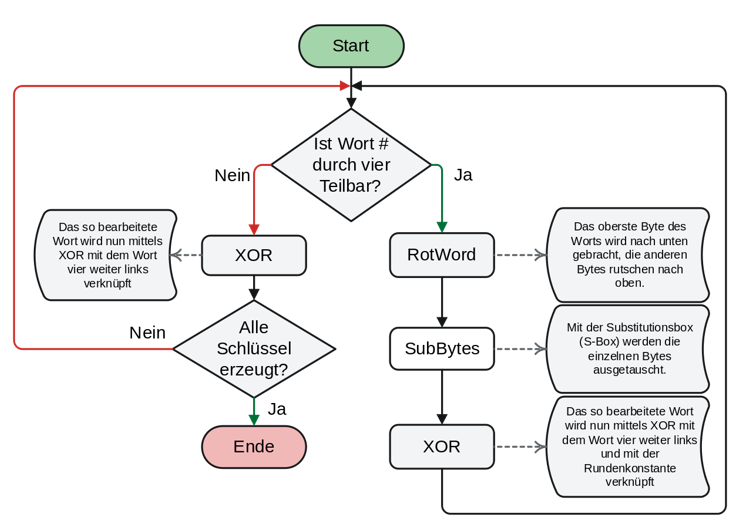 Start
Ist Wort #
durch vier
Teilbar?
Nein
Ja
Das so bearbeitete
Wort wird nun mittels
XOR mit dem Wort
vier weiter links
verknüpft
XOR
RotWord
Das oberste Byte des
Worts wird nach unten
gebracht, die anderen
Bytes rutschen nach
oben.
Nein
Alle
Schlüssel
erzeugt?
SubBytes
Mit der Substitutionsbox
(S-Box) werden die
einzelnen Bytes
ausgetauscht.
Ja
Ende
XOR
Das so bearbeitete Wort
wird nun mittels XOR mit
dem Wort vier weiter links
und mit der
Rundenkonstante
verknüpft